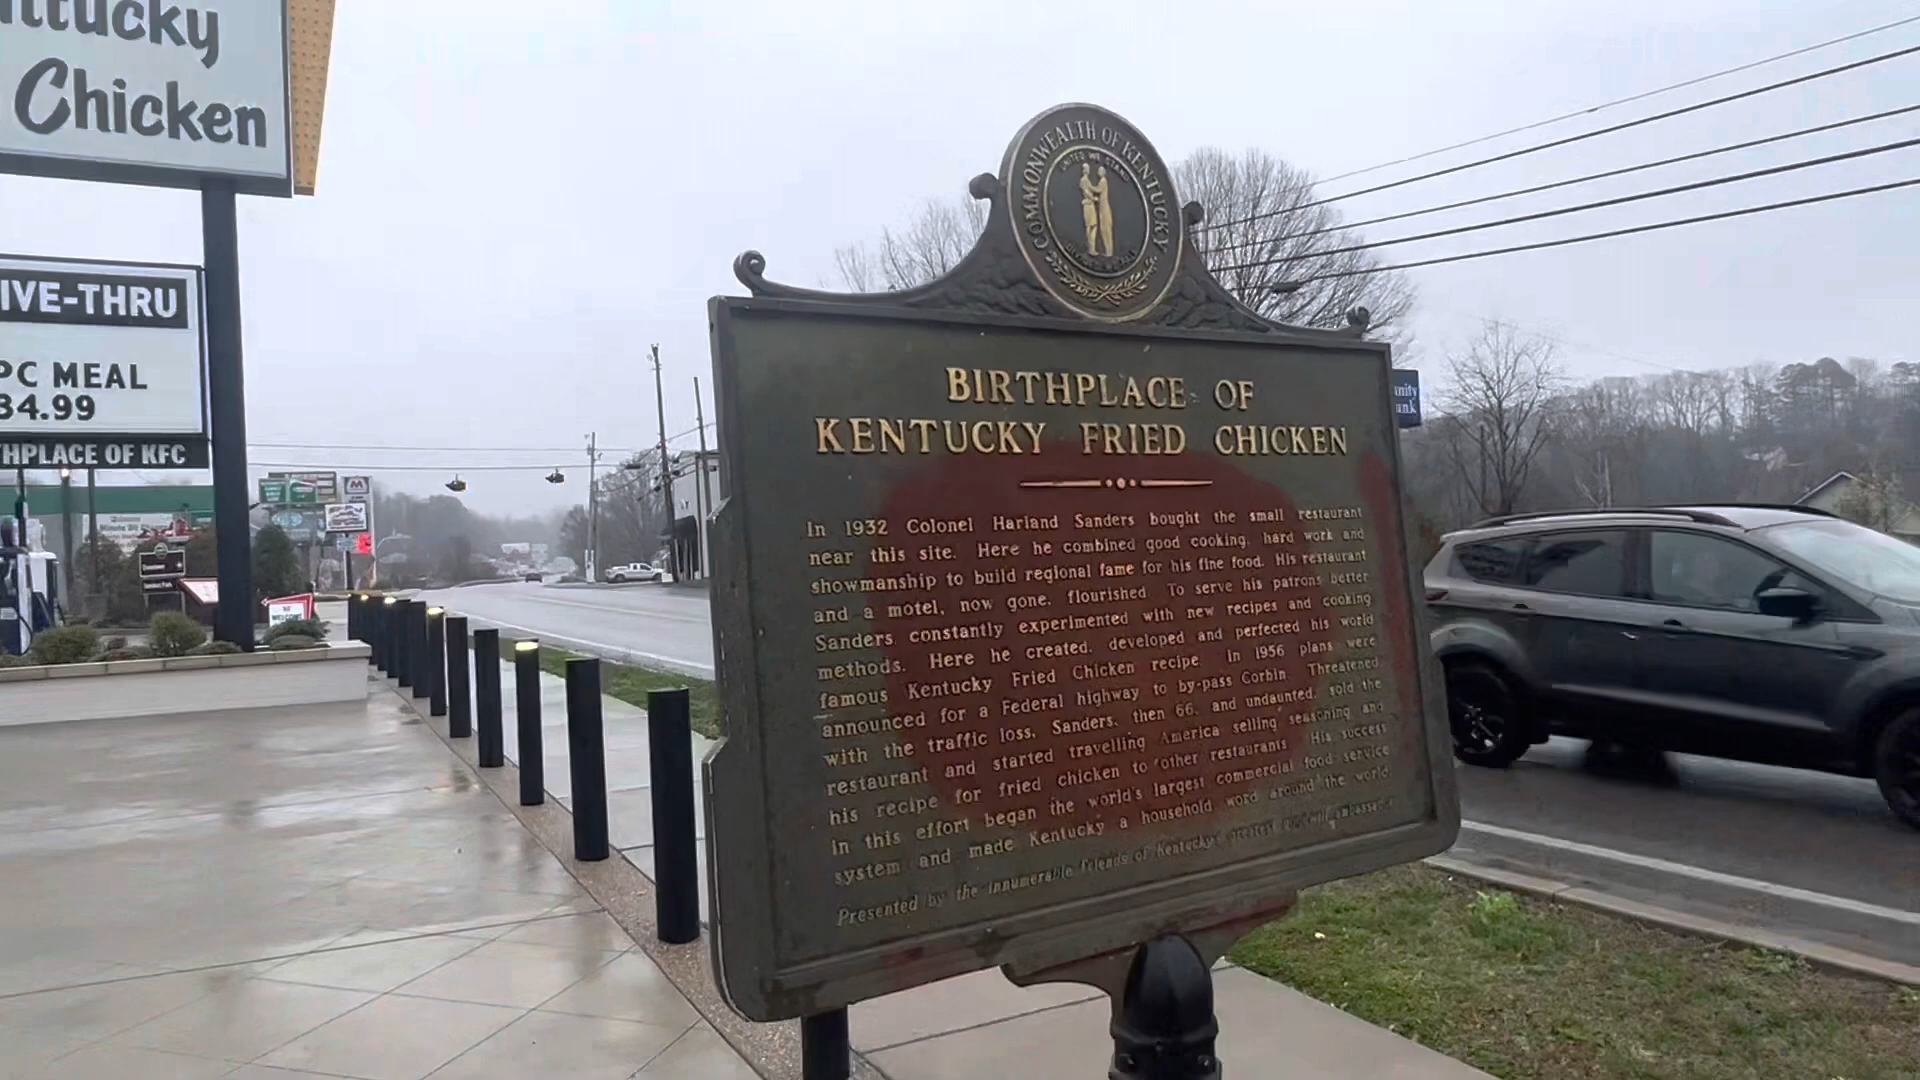 ntucky
Chicken
IVE-THRU
PC MEAL
34.99
THPLACE OF KFC
COMMONWEALTH OF KENTUCKY
UNITED WE STAND
BIRTHPLACE OF
KENTUCKY FRIED CHICKEN
In 1932 Colonel Harland Sanders bought the small restaurant
near this site. Here he combined good cooking, hard work and
showmanship to build regional fame for his fine food. His restaurant
and a motel, now gone, flourished. To serve his patrons better
Sanders constantly experimented with new recipes and cooking
methods. Here he created, developed and perfected his world
famous Kentucky Fried Chicken recipe. In 1956 plans were
announced for a Federal highway to by-pass Corbin. Threatened
with the traffic loss, Sanders, then 66, and undaunted, sold the
restaurant and started travelling America selling seasoning and
his recipe for fried chicken to other restaurants. His success
in this effort began the world's largest commercial food service
system and made Kentucky a household word around the world.
Presented by the innumerable friends of Kentucky's greatest goodwill ambassador
nity
ank
WELCOME